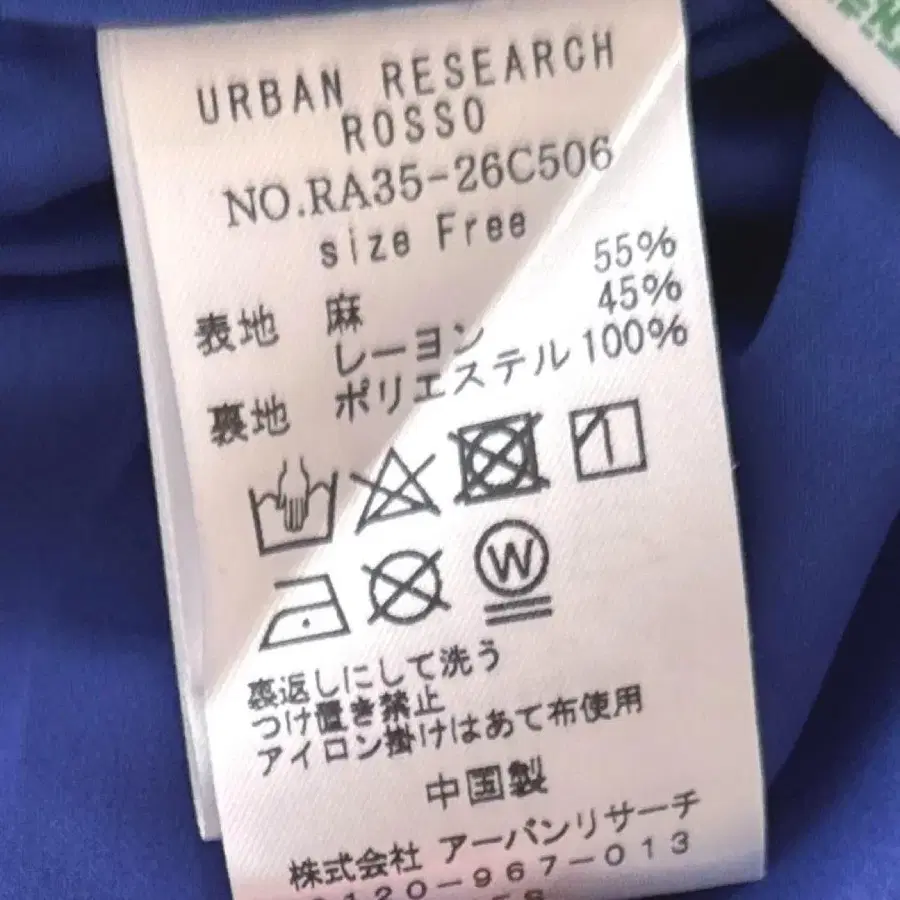 URBAN RESEARCH
ROSSO
NO.RA35-26C506
size Free
表地 麻 55%
レーヨン 45%
裏地 ポリエステル 100%
W
裏返しにして洗う
つけ置き禁止
アイロン掛けはあて布使用
中国製
株式会社 アーバンリサーチ
0120-967-013